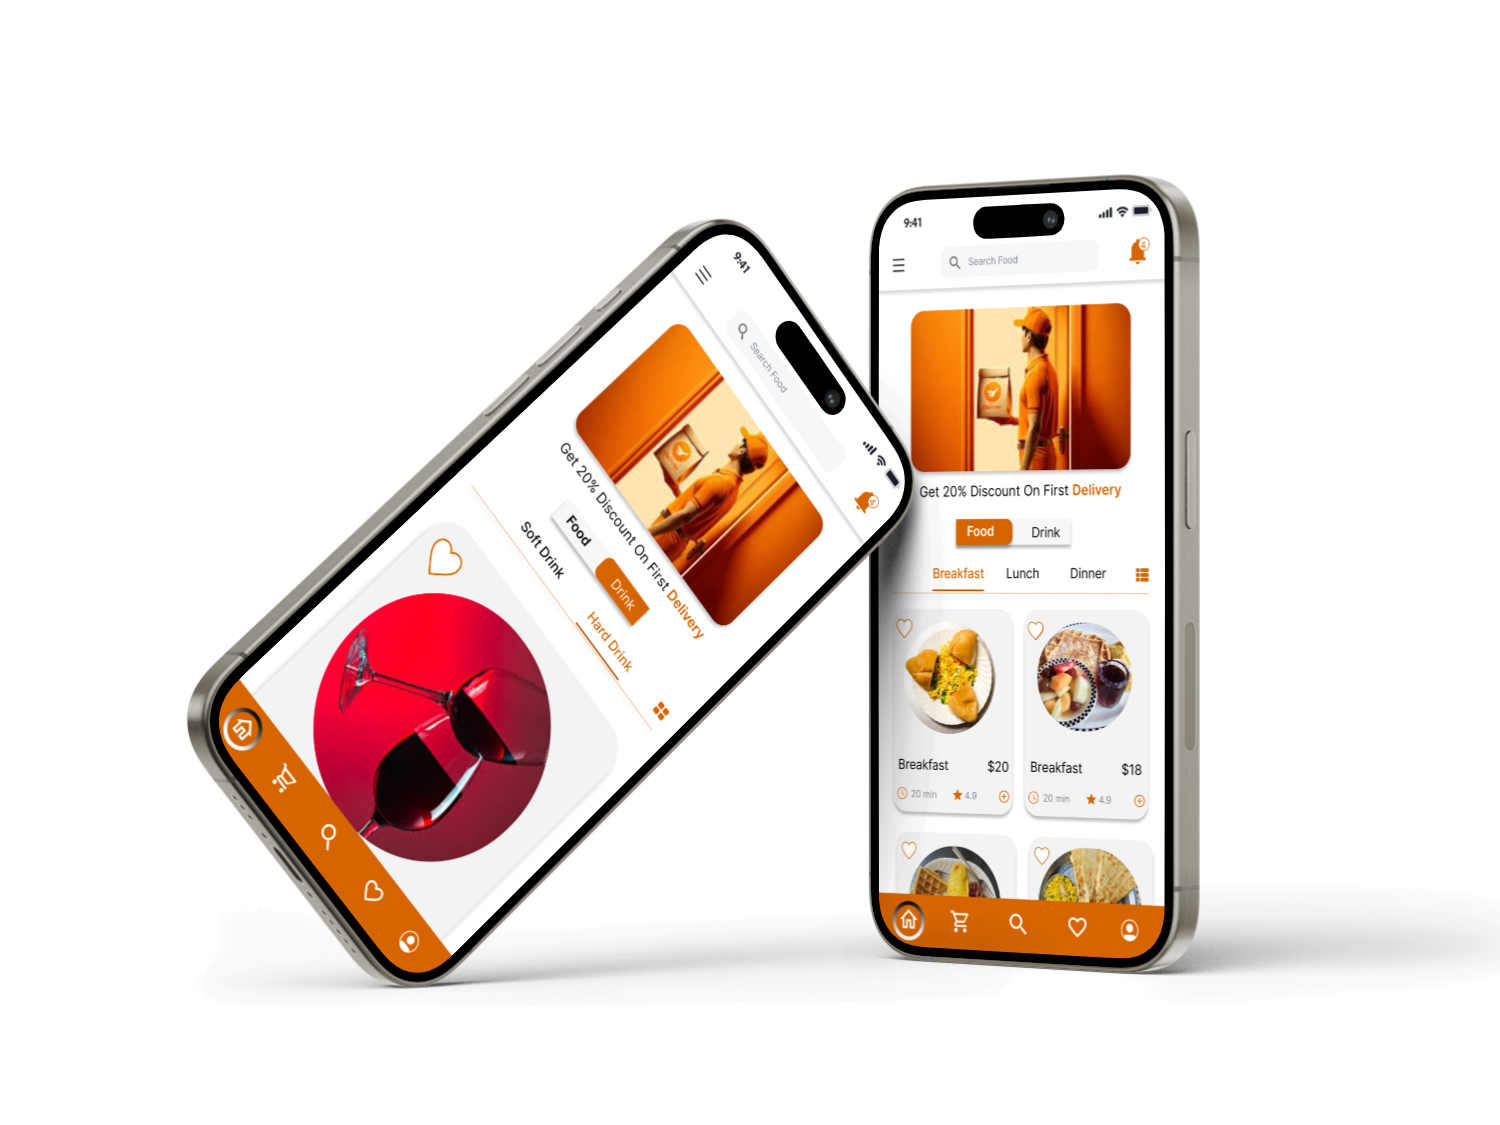 9:41
Search Food
Get 20% Discount On First Delivery
Food Drink
Soft Drink Hard Drink
9:41
Search Food
4
Get 20% Discount On First Delivery
Food Drink
Breakfast Lunch Dinner
Breakfast $20
20 min 4.9
Breakfast $18
20 min 4.9